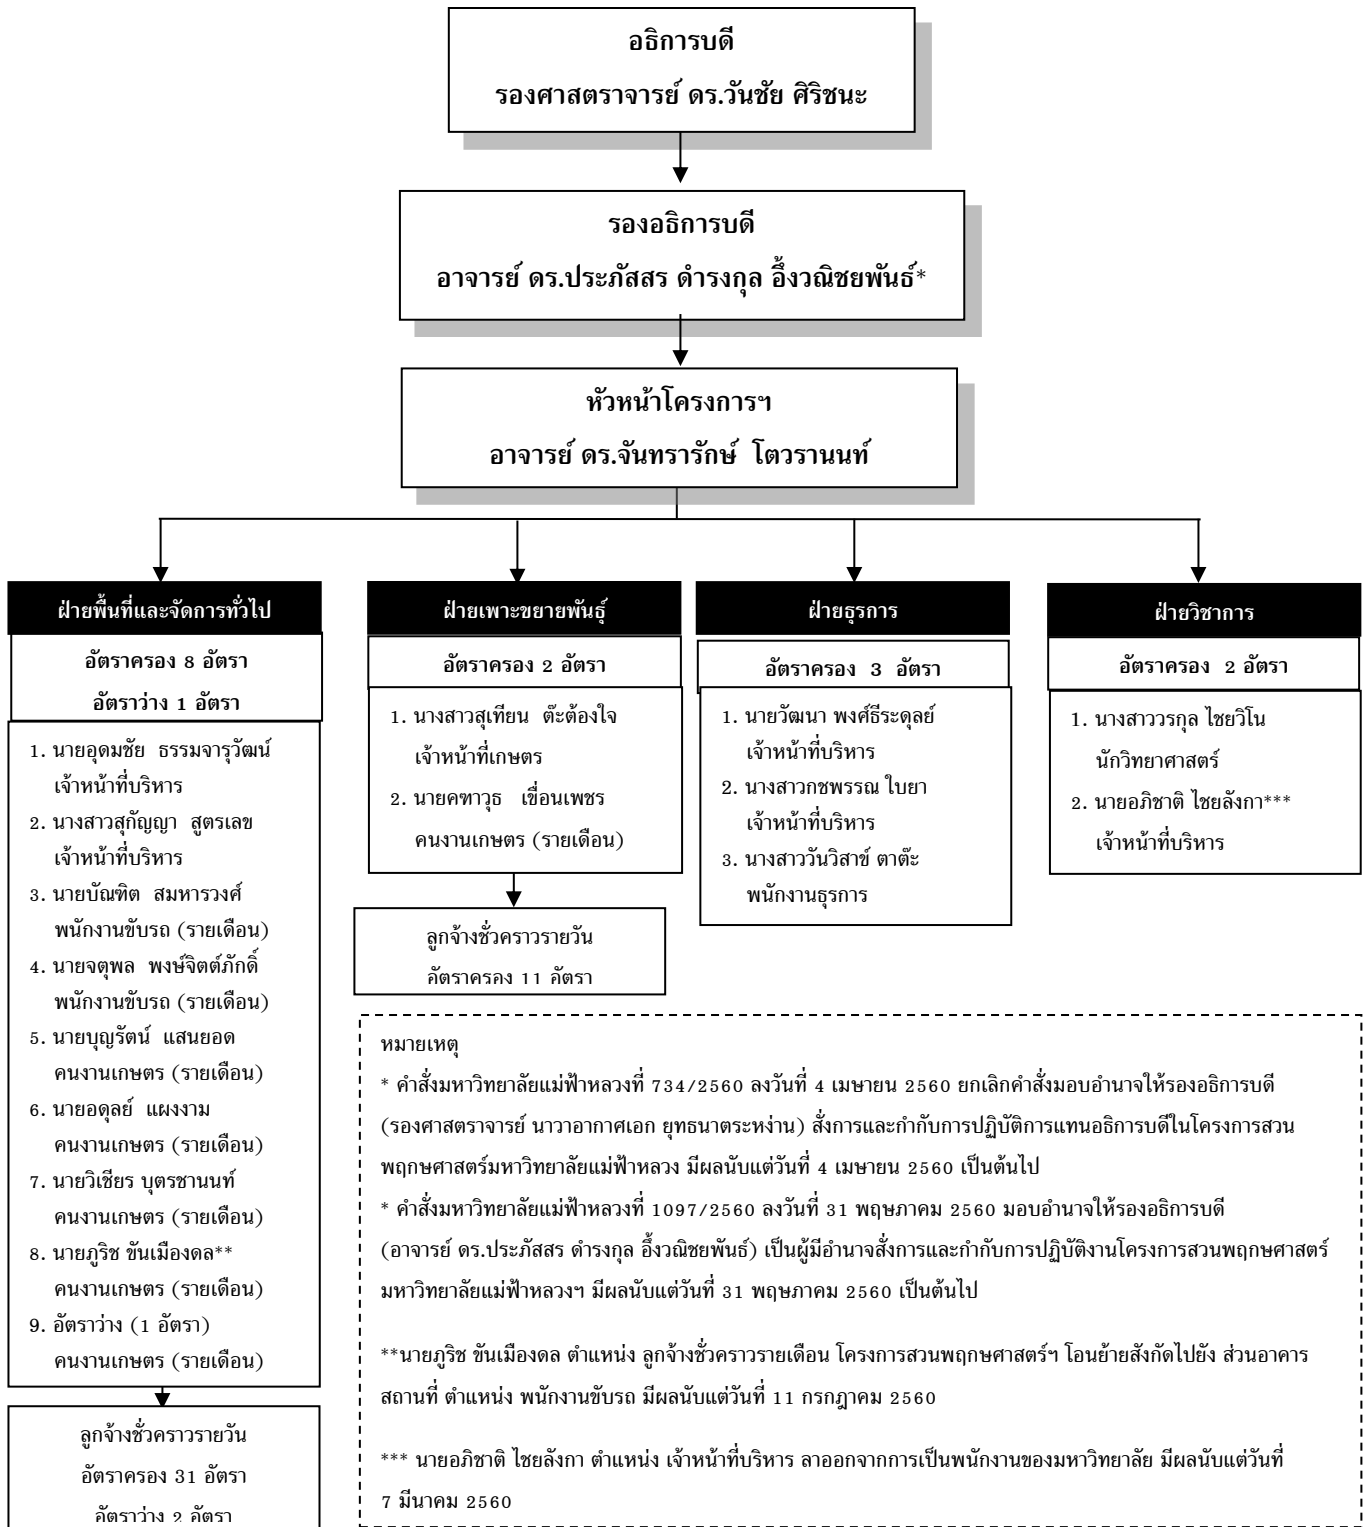 อธิการบดี
รองศาสตราจารย์ ดร.วันชัย ศิริชนะ
รองอธิการบดี
อาจารย์ ดร.ประภัสสร ดำรงกุล อึ้งวณิชยพันธ์*
หัวหน้าโครงการฯ
อาจารย์ ดร.จันทรารักษ์ โตวรานนท์
ฝ่ายพื้นที่และจัดการทั่วไป
อัตราครอง 8 อัตรา
อัตราว่าง 1 อัตรา
1. นายอุดมชัย ธรรมจารุวัฒน์
เจ้าหน้าที่บริหาร
2. นางสาวสุกัญญา สูตรเลข
เจ้าหน้าที่บริหาร
3. นายบัณฑิต สมหารวงศ์
พนักงานขับรถ (รายเดือน)
4. นายจตุพล พงษ์จิตต์ภักดิ์
พนักงานขับรถ (รายเดือน)
5. นายบุญรัตน์ แสนยอด
คนงานเกษตร (รายเดือน)
6. นายอดุลย์ แผงงาม
คนงานเกษตร (รายเดือน)
7. นายวิเชียร บุตรชานนท์
คนงานเกษตร (รายเดือน)
8. นายภูริช ขันเมืองดล**
คนงานเกษตร (รายเดือน)
9. อัตราว่าง (1 อัตรา)
คนงานเกษตร (รายเดือน)
ลูกจ้างชั่วคราวรายวัน
อัตราครอง 31 อัตรา
อัตราว่าง 2 อัตรา
ฝ่ายเพาะขยายพันธุ์
อัตราครอง 2 อัตรา
1. นางสาวสุเทียน ต๊ะต้องใจ
เจ้าหน้าที่เกษตร
2. นายคฑาวุธ เขื่อนเพชร
คนงานเกษตร (รายเดือน)
ลูกจ้างชั่วคราวรายวัน
อัตราครอง 11 อัตรา
ฝ่ายธุรการ
อัตราครอง 3 อัตรา
1. นายวัฒนา พงศ์ธีระดุลย์
เจ้าหน้าที่บริหาร
2. นางสาวกชพรรณ ใบยา
เจ้าหน้าที่บริหาร
3. นางสาววันวิสาข์ ตาต๊ะ
พนักงานธุรการ
ฝ่ายวิชาการ
อัตราครอง 2 อัตรา
1. นางสาววรกุล ไชยวิโน
นักวิทยาศาสตร์
2. นายอภิชาติ ไชยลังกา***
เจ้าหน้าที่บริหาร
หมายเหตุ
* คำสั่งมหาวิทยาลัยแม่ฟ้าหลวงที่ 734/2560 ลงวันที่ 4 เมษายน 2560 ยกเลิกคำสั่งมอบอำนาจให้รองอธิการบดี
(รองศาสตราจารย์ นาวาอากาศเอก ยุทธนาตระหง่าน) สั่งการและกำกับการปฏิบัติการแทนอธิการบดีในโครงการสวน
พฤกษศาสตร์มหาวิทยาลัยแม่ฟ้าหลวง มีผลนับแต่วันที่ 4 เมษายน 2560 เป็นต้นไป
* คำสั่งมหาวิทยาลัยแม่ฟ้าหลวงที่ 1097/2560 ลงวันที่ 31 พฤษภาคม 2560 มอบอำนาจให้รองอธิการบดี
(อาจารย์ ดร.ประภัสสร ดำรงกุล อึ้งวณิชยพันธ์) เป็นผู้มีอำนาจสั่งการและกำกับการปฏิบัติงานโครงการสวนพฤกษศาสตร์
มหาวิทยาลัยแม่ฟ้าหลวงฯ มีผลนับแต่วันที่ 31 พฤษภาคม 2560 เป็นต้นไป
**นายภูริช ขันเมืองดล ตำแหน่ง ลูกจ้างชั่วคราวรายเดือน โครงการสวนพฤกษศาสตร์ฯ โอนย้ายสังกัดไปยัง ส่วนอาคาร
สถานที่ ตำแหน่ง พนักงานขับรถ มีผลนับแต่วันที่ 11 กรกฎาคม 2560
*** นายอภิชาติ ไชยลังกา ตำแหน่ง เจ้าหน้าที่บริหาร ลาออกจากการเป็นพนักงานของมหาวิทยาลัย มีผลนับแต่วันที่
7 มีนาคม 2560